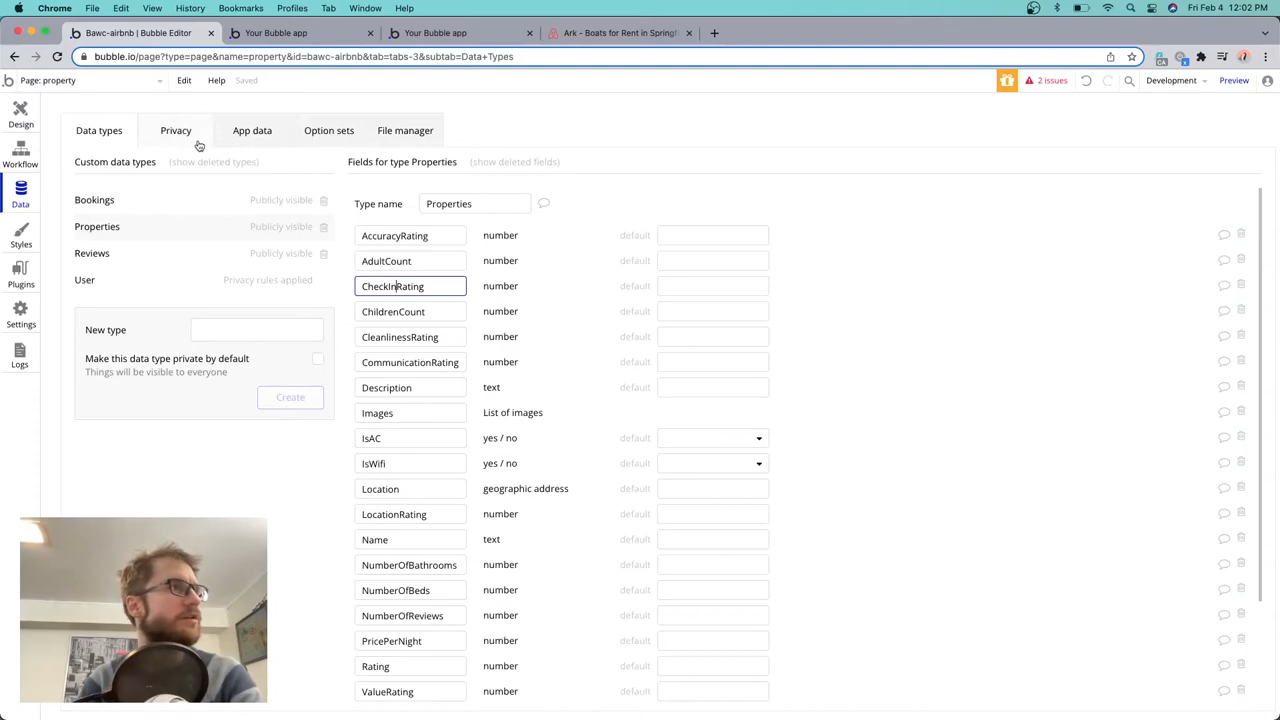 Chrome File Edit View History Bookmarks Profiles Tab Window Help Fri Feb 4 12:02 PM
Bawc-airbnb | Bubble Editor Your Bubble app Your Bubble app Ark - Boats for Rent in Springf
bubble.io/page?type=page&name=property&id=bawc-airbnb&tab=tabs-3&subtab=Data+Types
Page: property Edit Help Saved 2 issues Development Preview
Design
Workflow
Data
Styles
Plugins
Settings
Logs
Data types Privacy App data Option sets File manager
Custom data types (show deleted types)
Bookings Publicly visible
Properties Publicly visible
Reviews Publicly visible
User Privacy rules applied
New type
Make this data type private by default
Things will be visible to everyone
Create
Fields for type Properties (show deleted fields)
Type name Properties
AccuracyRating number default
AdultCount number default
CheckInRating number default
ChildrenCount number default
CleanlinessRating number default
CommunicationRating number default
Description text default
Images List of images
IsAC yes / no default
IsWifi yes / no default
Location geographic address default
LocationRating number default
Name text default
NumberOfBathrooms number default
NumberOfBeds number default
NumberOfReviews number default
PricePerNight number default
Rating number default
ValueRating number default